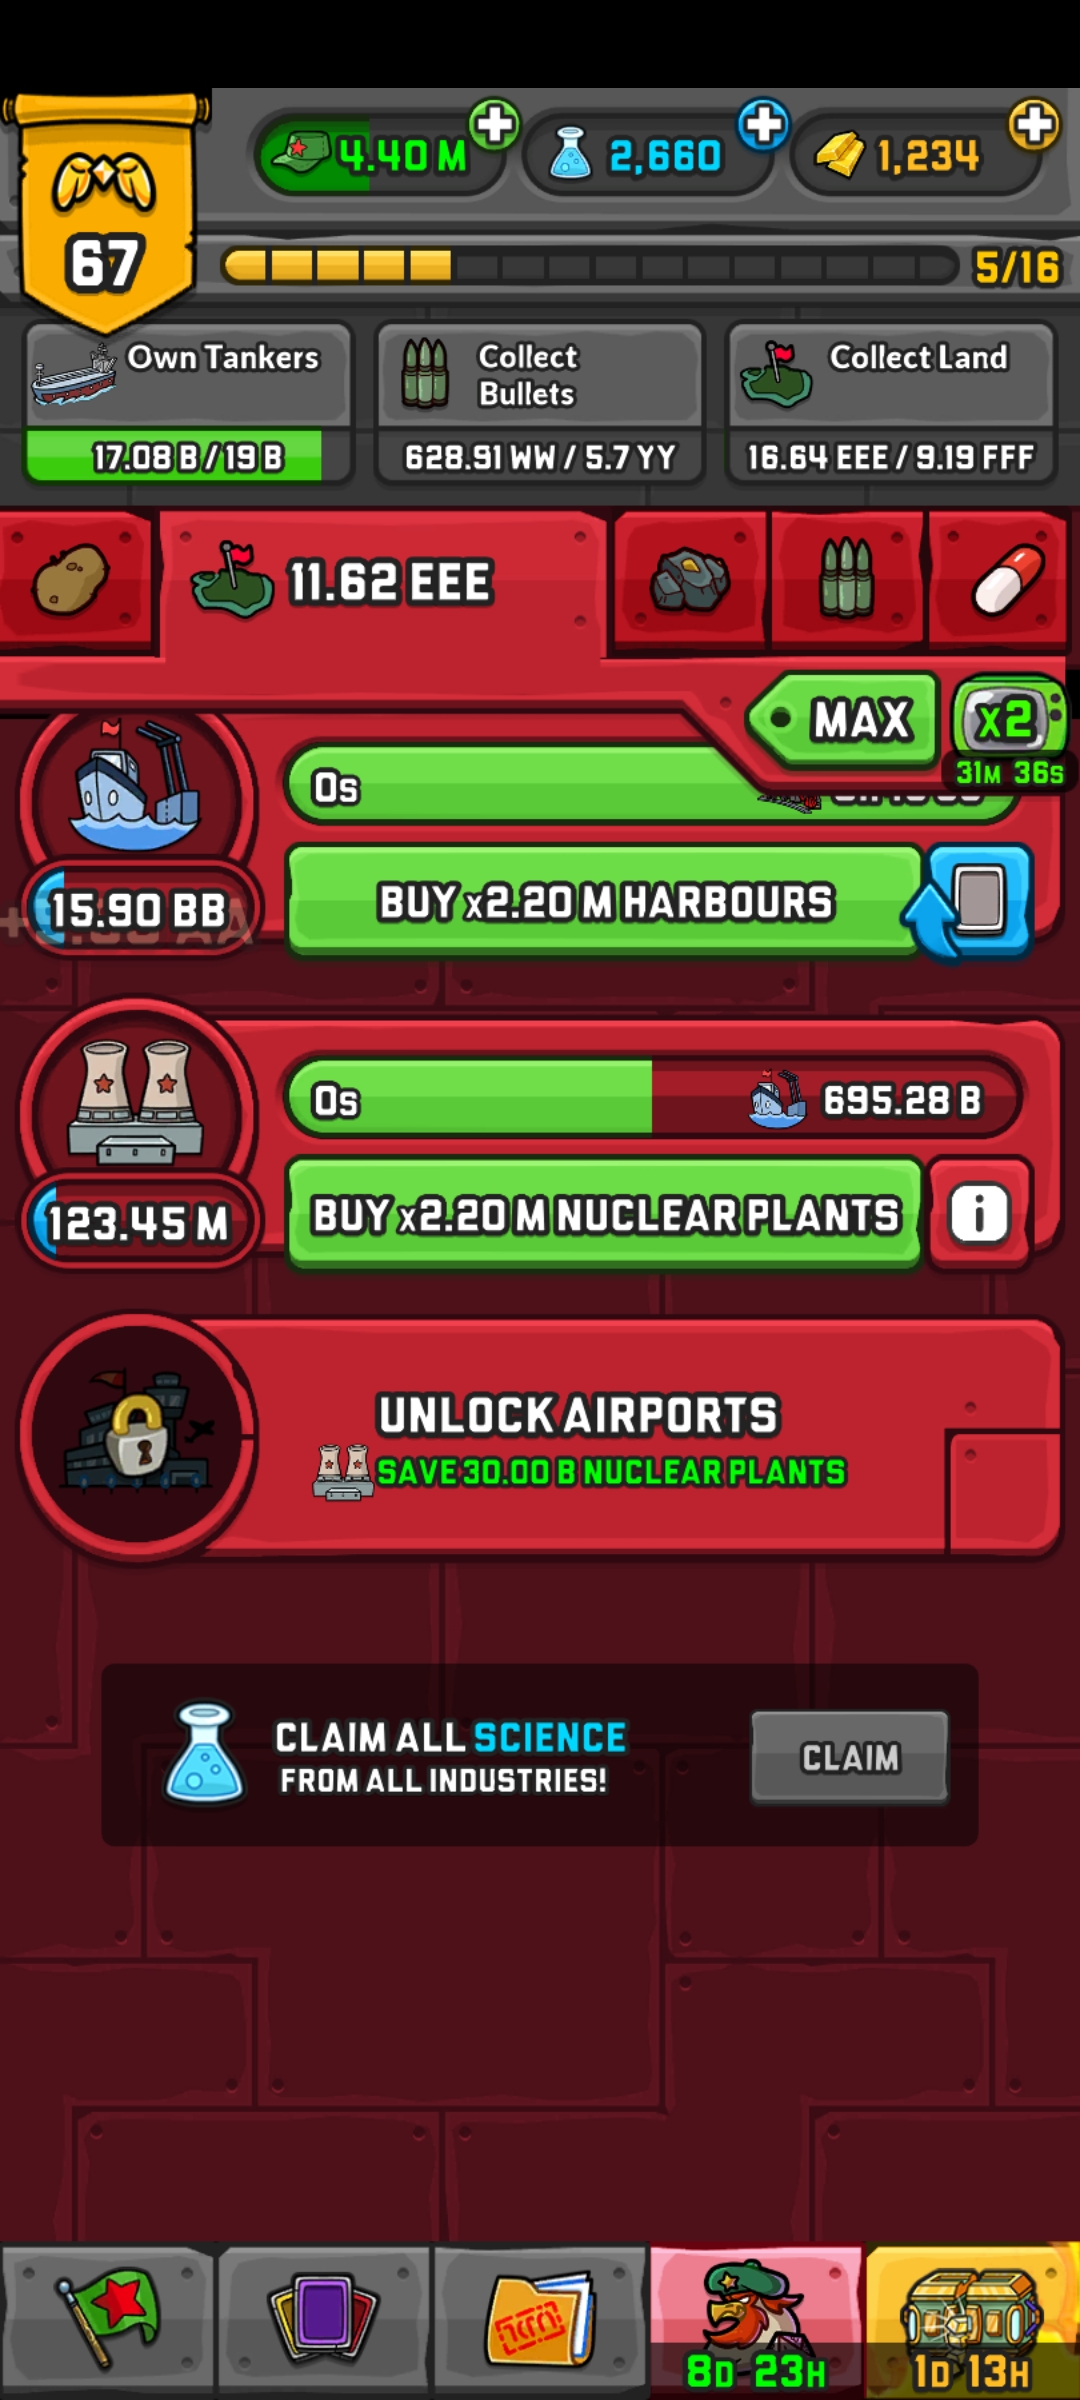 4.40 M
2,660
1,234
67
5/16
Own Tankers
Collect
Bullets
Collect Land
17.08 B / 19 B
628.91 WW / 5.7 YY
16.64 EEE / 9.19 FFF
11.62 EEE
MAX
x2
31M 36S
0s
15.90 BB
BUY x2.20 M HARBOURS
0s
695.28 B
123.45 M
BUY x2.20 M NUCLEAR PLANTS
i
UNLOCK AIRPORTS
SAVE 30.00 B NUCLEAR PLANTS
CLAIM ALL SCIENCE
FROM ALL INDUSTRIES!
CLAIM
8D 23H
1D 13H